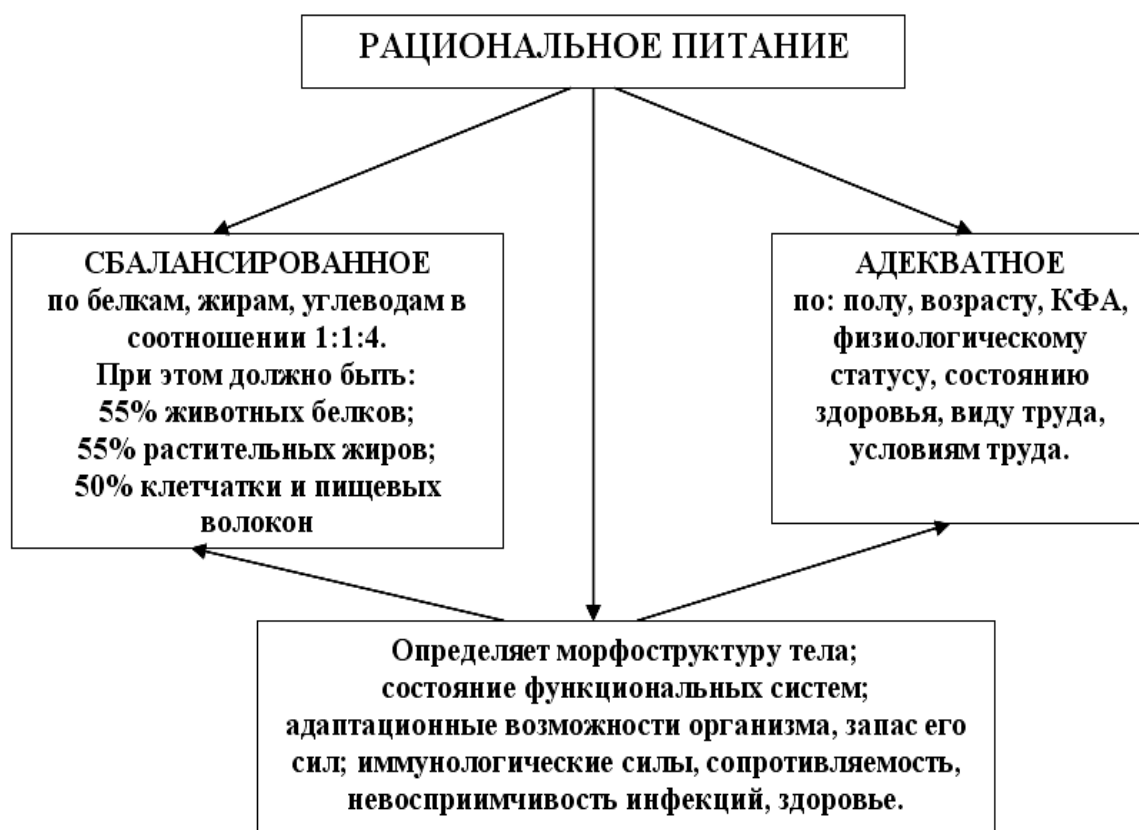 РАЦИОНАЛЬНОЕ ПИТАНИЕ
СБАЛАНСИРОВАННОЕ
по белкам, жирам, углеводам в
соотношении 1:1:4.
При этом должно быть:
55% животных белков;
55% растительных жиров;
50% клетчатки и пищевых
волокон
АДЕКВАТНОЕ
по: полу, возрасту, КФА,
физиологическому
статусу, состоянию
здоровья, виду труда,
условиям труда.
Определяет морфоструктуру тела;
состояние функциональных систем;
адаптационные возможности организма, запас его
сил; иммунологические силы, сопротивляемость,
невосприимчивость инфекций, здоровье.